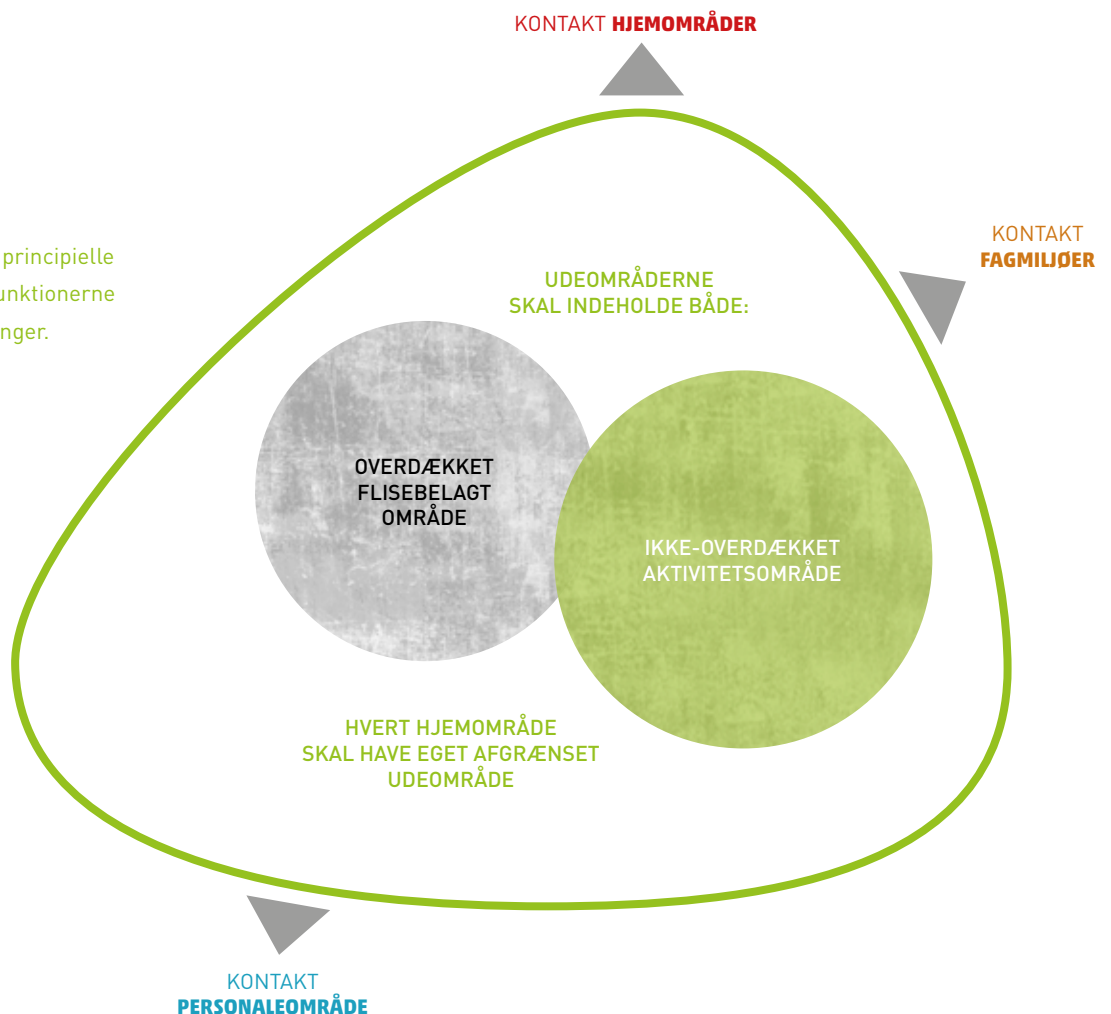 KONTAKT HJEMOMRÅDER
KONTAKT
FAGMILJØER
principielle
unktionerne
nger.
UDEOMRÅDERNE
SKAL INDEHOLDE BÅDE:
OVERDÆKKET
FLISEBELAGT
OMRÅDE
IKKE-OVERDÆKKET
AKTIVITETSOMRÅDE
HVERT HJEMOMRÅDE
SKAL HAVE EGET AFGRÆNSET
UDEOMRÅDE
KONTAKT
PERSONALEOMRÅDE